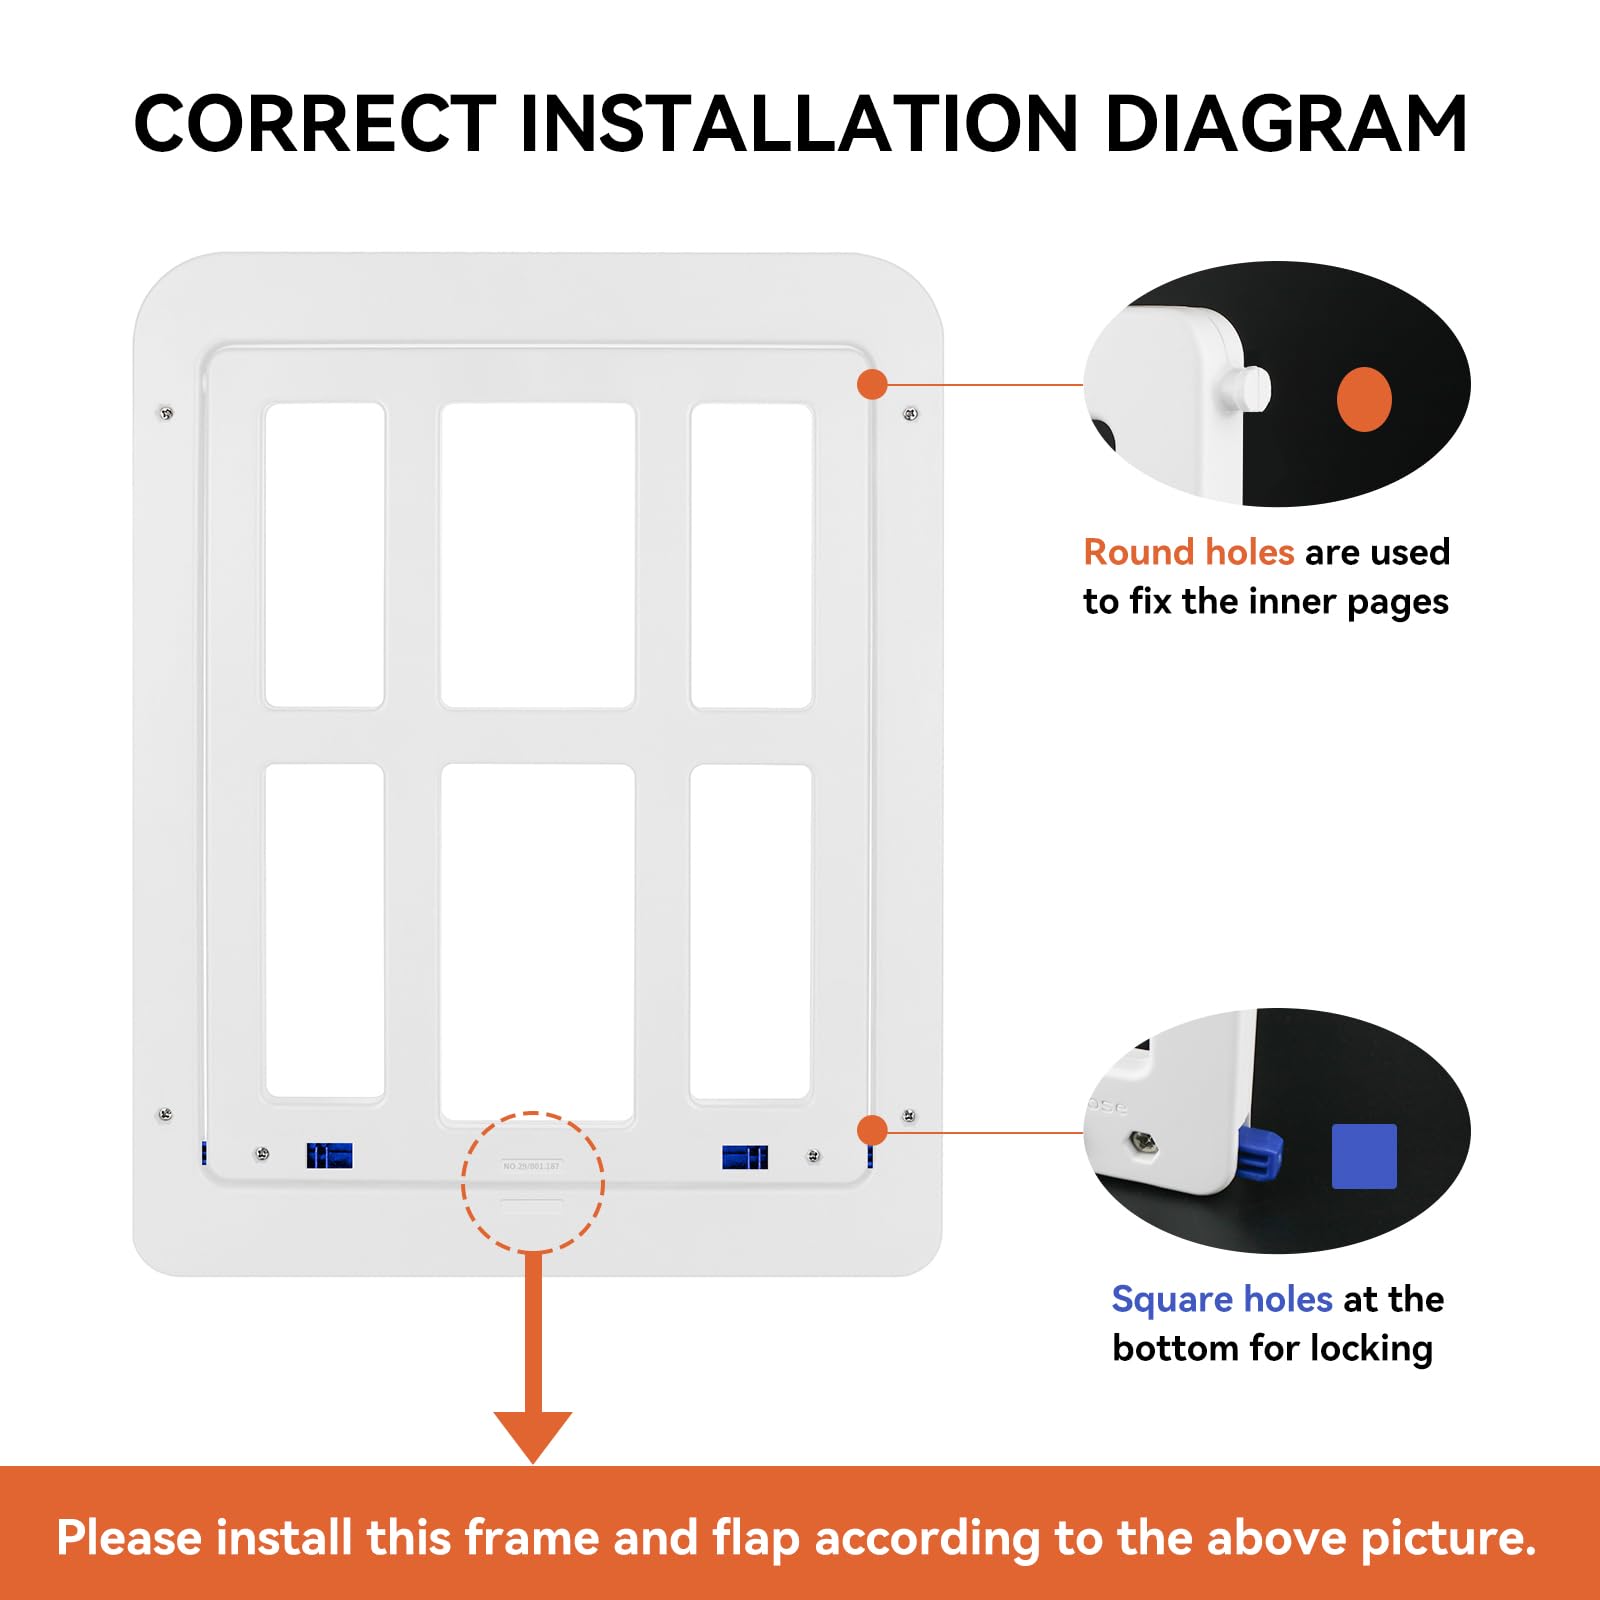 CORRECT INSTALLATION DIAGRAM
Round holes are used
to fix the inner pages
ose
Square holes at the
bottom for locking
Please install this frame and flap according to the above picture.